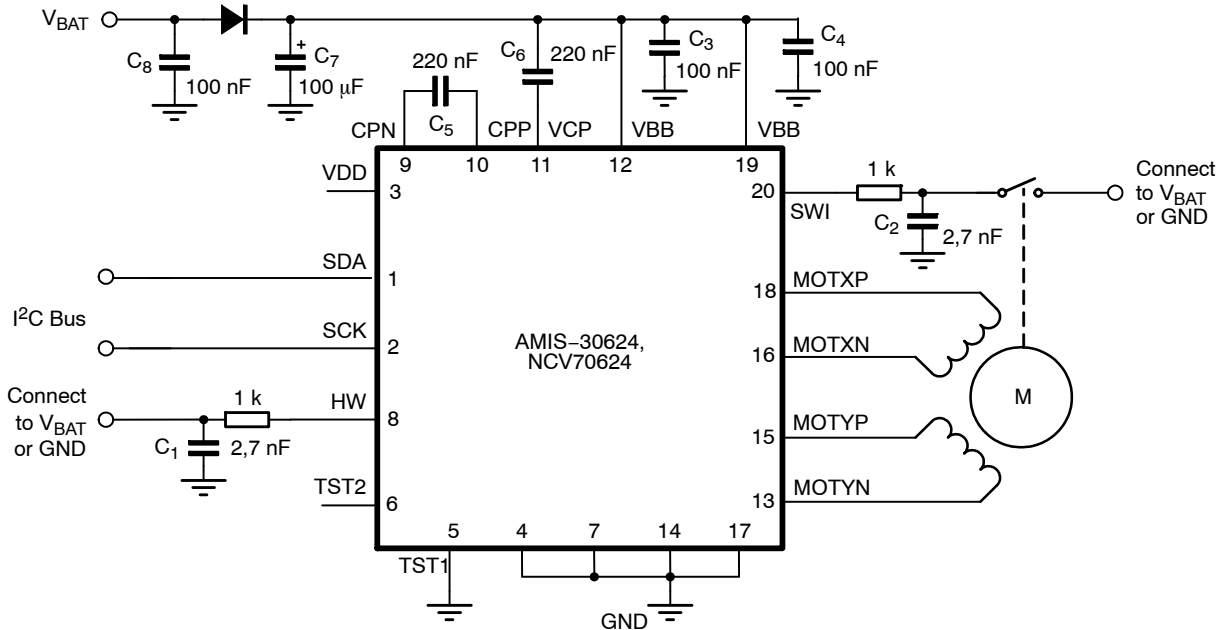 VBAT
C8
100 nF
+
C7
100 μF
220 nF
C5
C6
220 nF
C3
100 nF
C4
100 nF
CPN
CPP
VCP
VBB
VBB
9
10
11
12
19
VDD
3
20
SWI
1 k
C2
2,7 nF
Connect
to VBAT
or GND
SDA
1
I2C Bus
SCK
2
Connect
to VBAT
or GND
1 k
HW
8
C1
2,7 nF
TST2
6
AMIS−30624,
NCV70624
18
MOTXP
16
MOTXN
15
MOTYP
13
MOTYN
M
5
4
7
14
17
TST1
GND